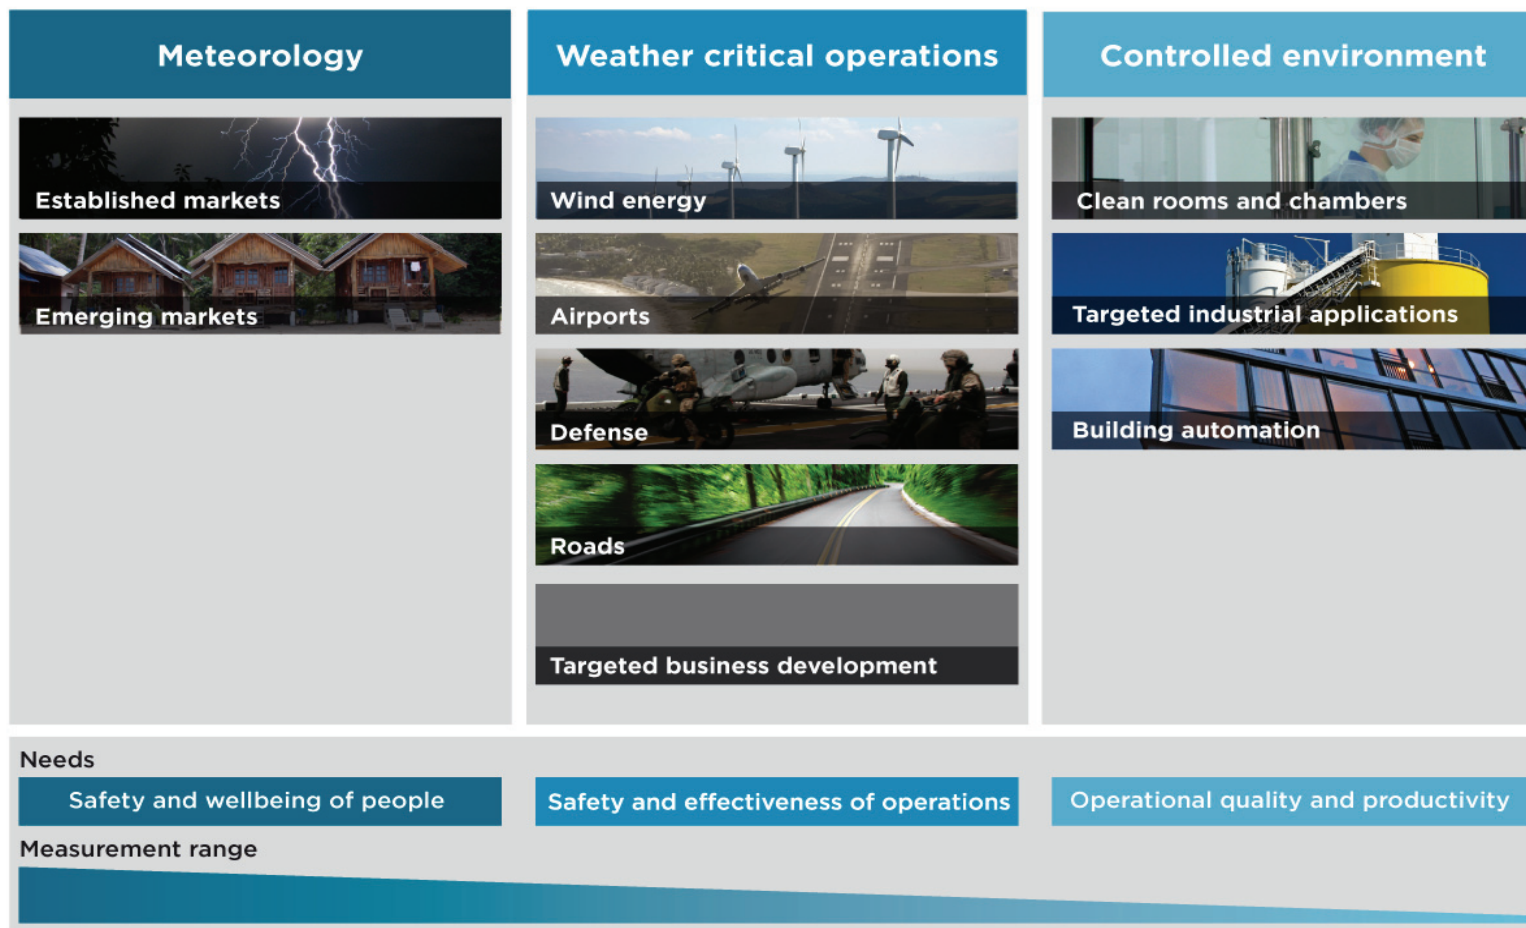 Meteorology
Established markets
Emerging markets
Weather critical operations
Wind energy
Airports
Defense
Roads
Targeted business development
Controlled environment
Clean rooms and chambers
Targeted industrial applications
Building automation
Needs
Safety and wellbeing of people
Safety and effectiveness of operations
Operational quality and productivity
Measurement range